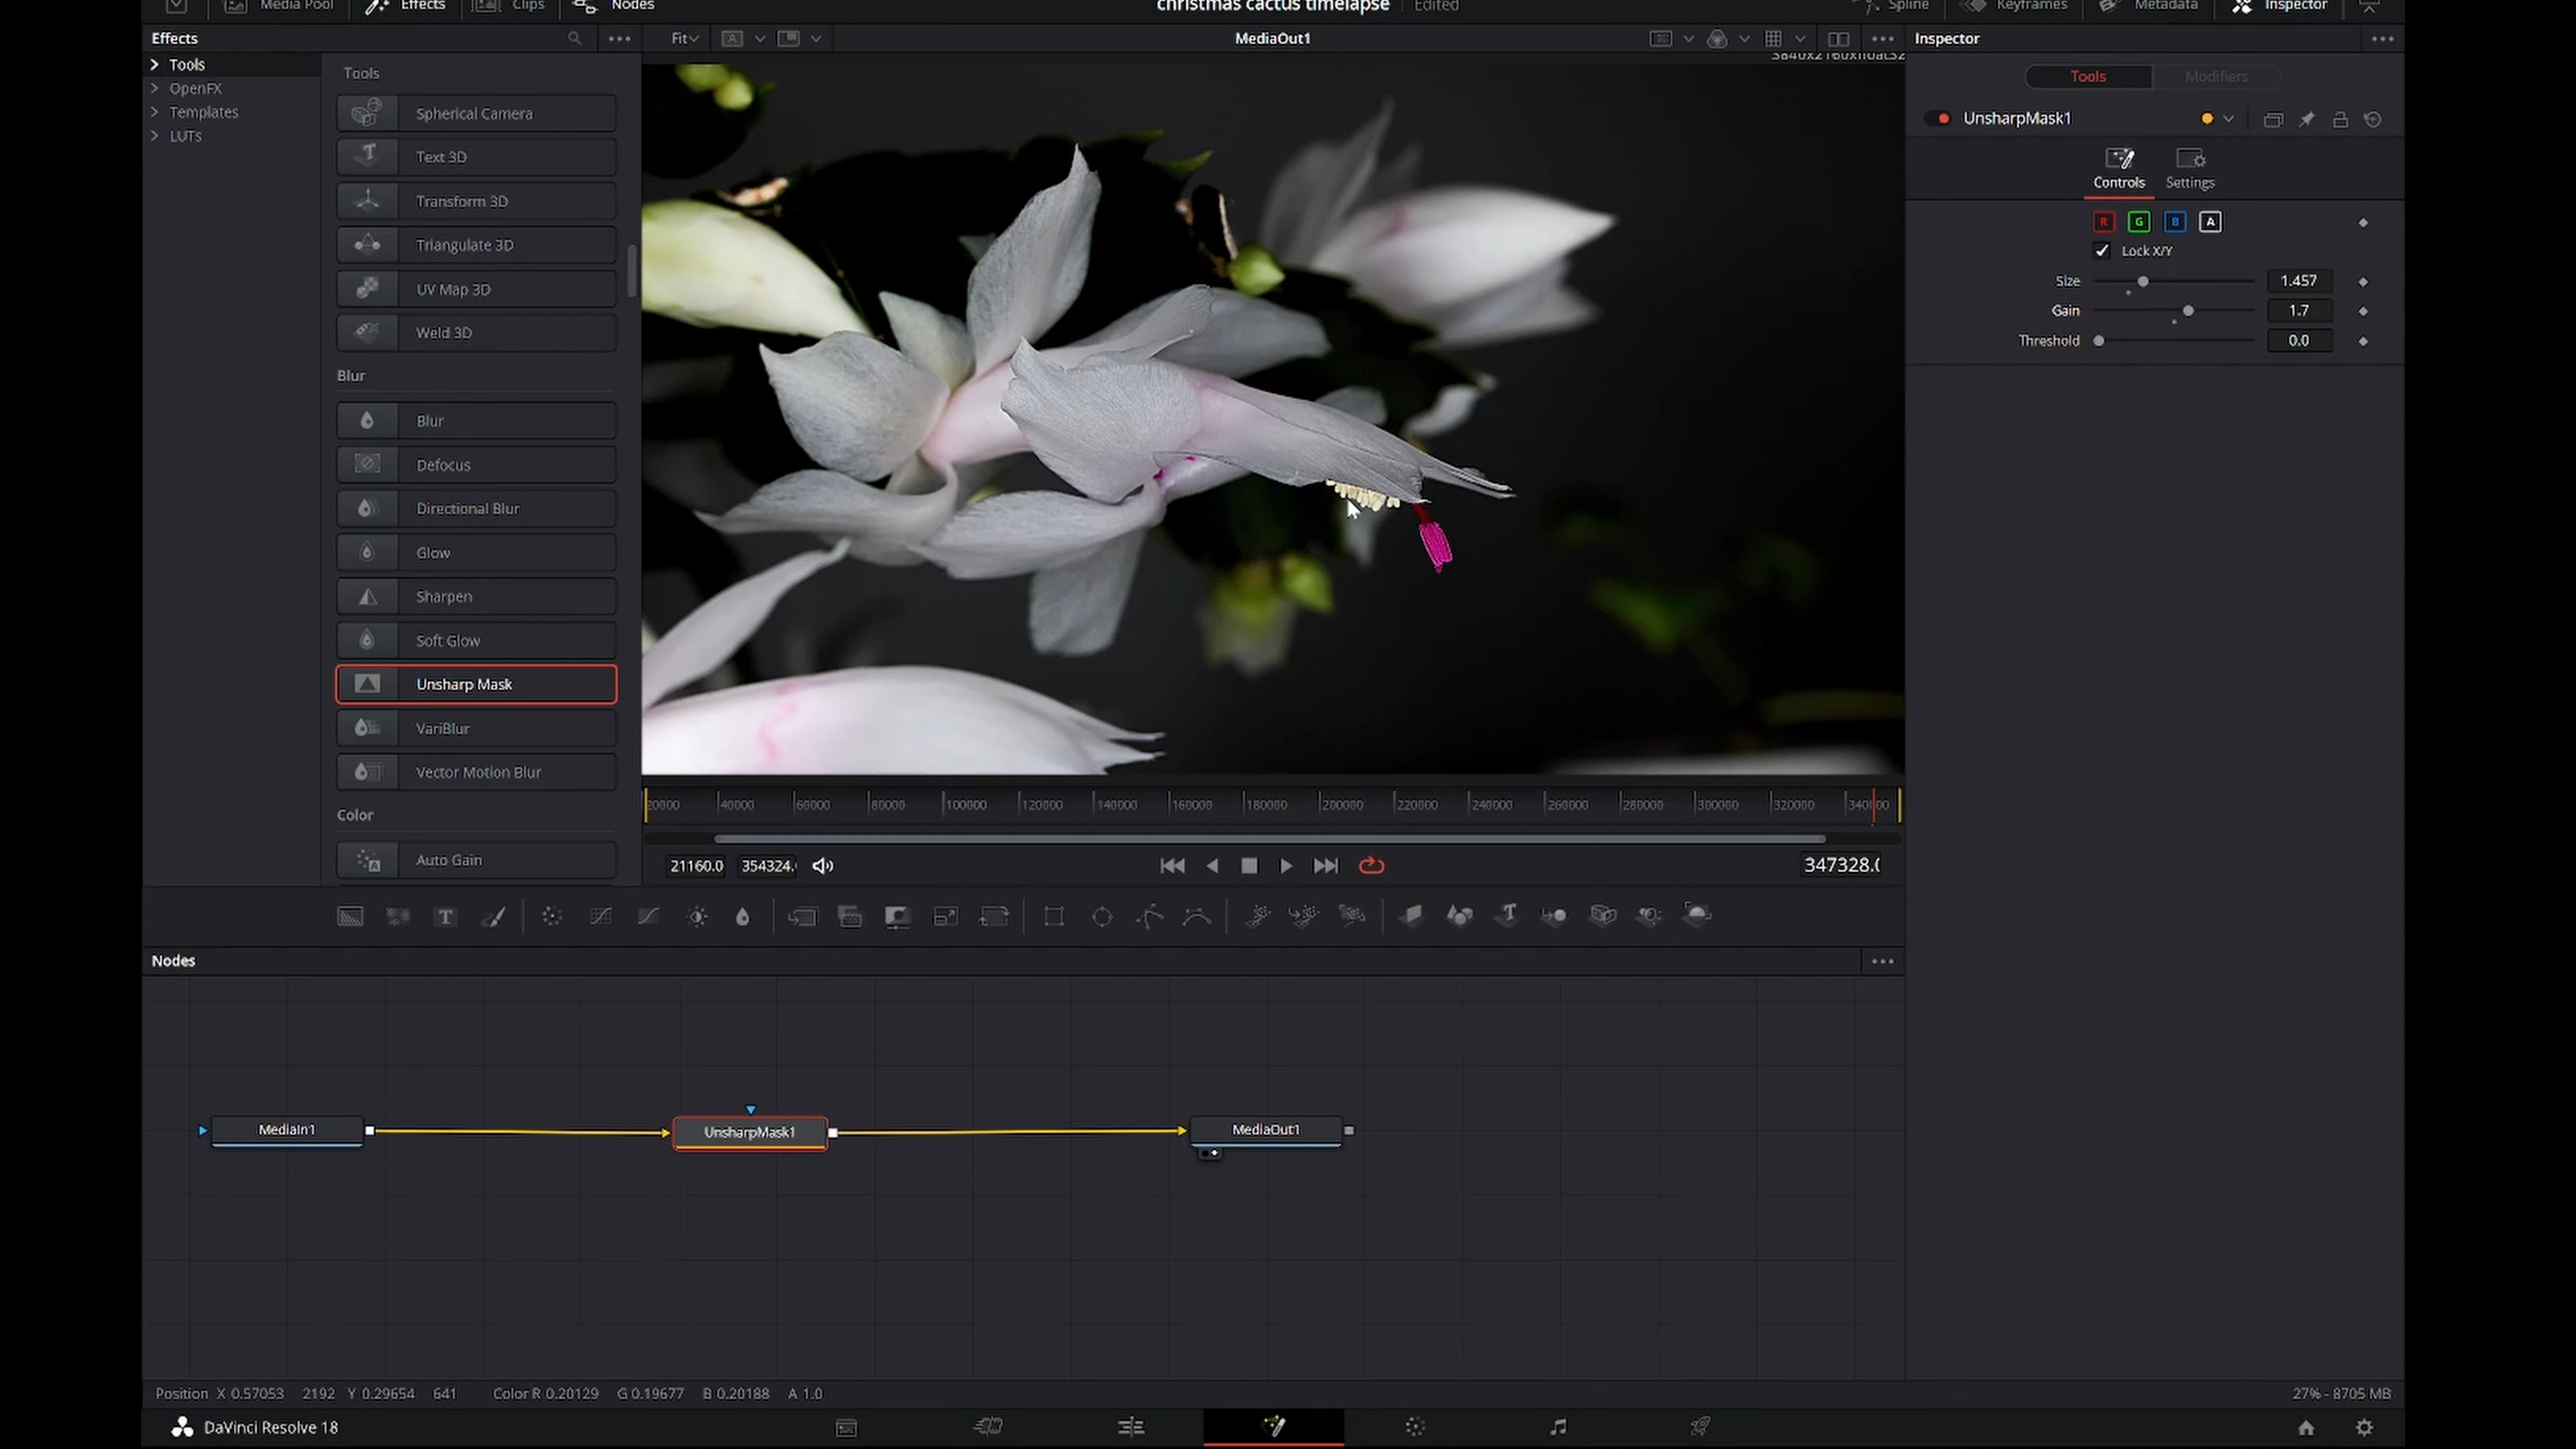 Media Pool Effects Clips Nodes christmas cactus timelapse Edited Spline Keyframes Metadata Inspector
Effects Fit MediaOut1 Inspector
3840x2160xfloat32
Tools Tools Tools Modifiers
OpenFX
Templates
LUTs
Spherical Camera
Text 3D
Transform 3D
Triangulate 3D
UV Map 3D
Weld 3D
Blur
Blur
Defocus
Directional Blur
Glow
Sharpen
Soft Glow
Unsharp Mask
VariBlur
Vector Motion Blur
Color
Auto Gain
UnsharpMask1
Controls Settings
R G B A
Lock X/Y
Size 1.457
Gain 1.7
Threshold 0.0
20000 40000 60000 80000 100000 120000 140000 160000 180000 200000 220000 240000 260000 280000 300000 320000 340000
21160.0 354324. 347328.0
Nodes
MediaIn1 UnsharpMask1 MediaOut1
Position X 0.57053 2192 Y 0.29654 641 Color R 0.20129 G 0.19677 B 0.20188 A 1.0 27% - 8705 MB
DaVinci Resolve 18